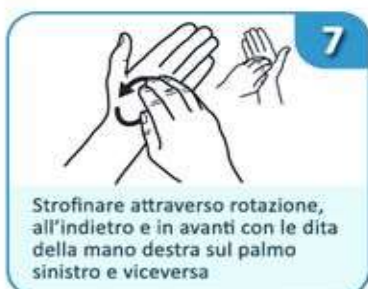 7
Strofinare attraverso rotazione,
all'indietro e in avanti con le dita
della mano destra sul palmo
sinistro e viceversa